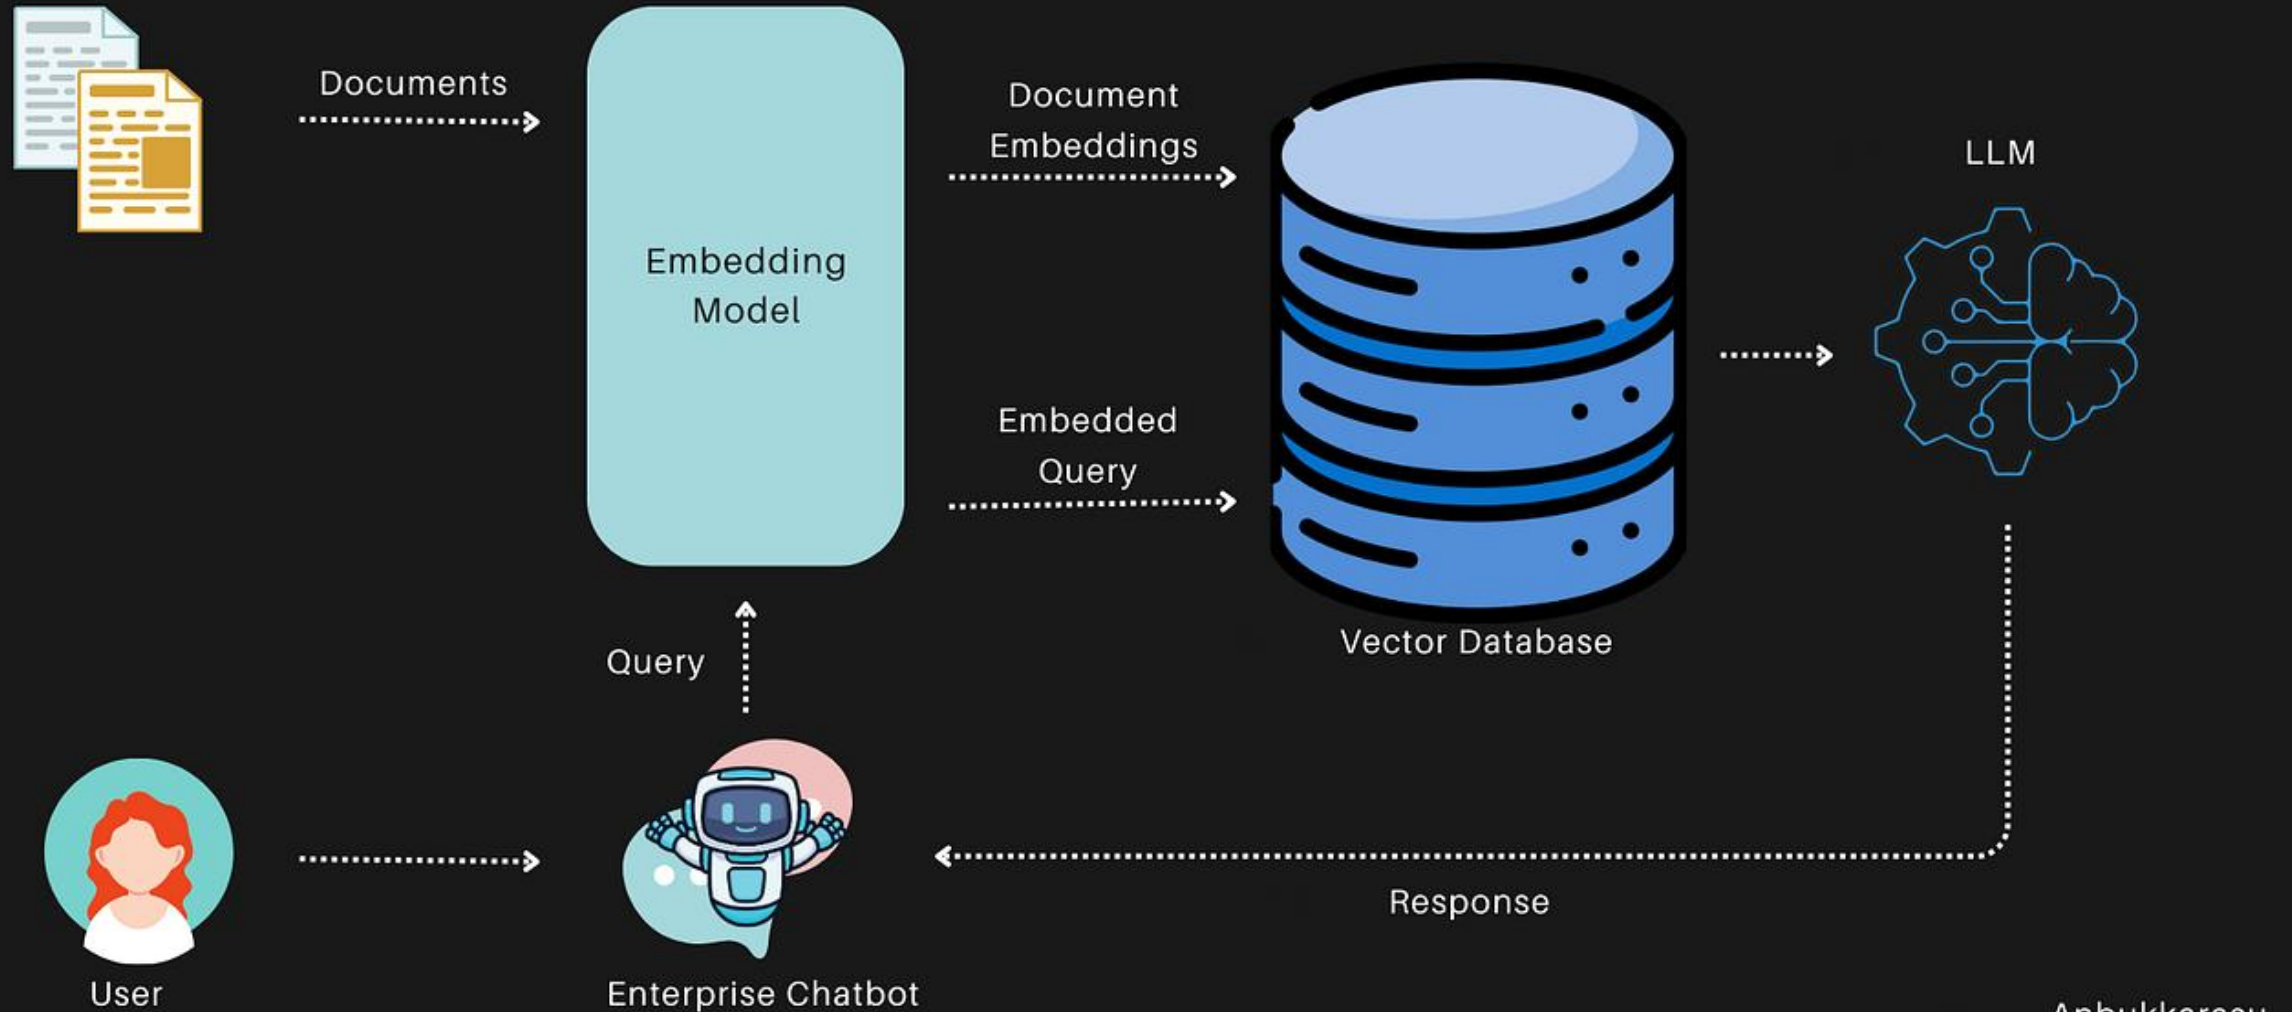 Documents
Document
Embeddings
LLM
Embedding
Model
Embedded
Query
Vector Database
Query
Response
User
Enterprise Chatbot